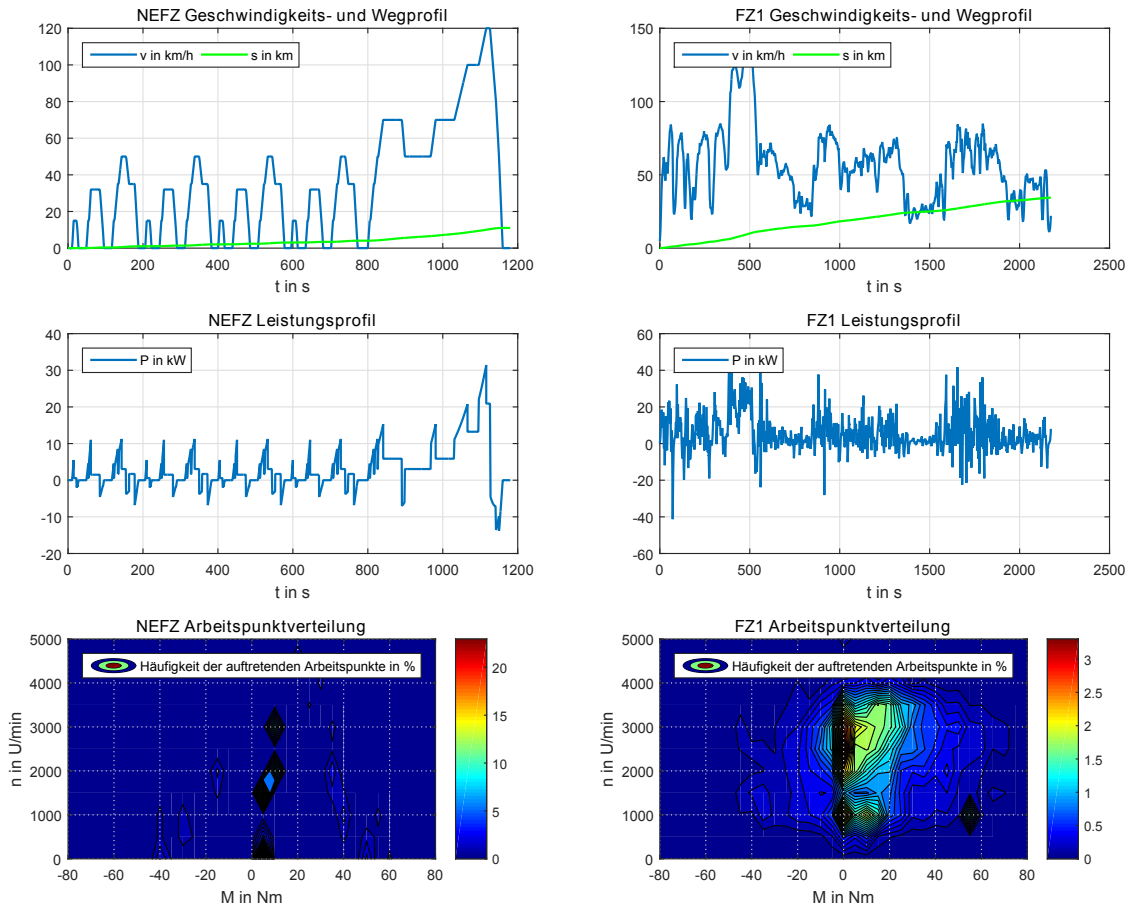 NEFZ Geschwindigkeits- und Wegprofil
120
100
80
60
40
20
0
v in km/h s in km
0 200 400 600 800 1000 1200
t in s
FZ1 Geschwindigkeits- und Wegprofil
150
100
50
0
v in km/h s in km
0 500 1000 1500 2000 2500
t in s
NEFZ Leistungsprofil
40
30
20
10
0
-10
-20
P in kW
0 200 400 600 800 1000 1200
t in s
FZ1 Leistungsprofil
60
40
20
0
-20
-40
-60
P in kW
0 500 1000 1500 2000 2500
t in s
NEFZ Arbeitspunktverteilung
n in U/min
5000
4000
3000
2000
1000
0
Häufigkeit der auftretenden Arbeitspunkte in %
-80 -60 -40 -20 0 20 40 60 80
M in Nm
20
15
10
5
0
FZ1 Arbeitspunktverteilung
n in U/min
5000
4000
3000
2000
1000
0
Häufigkeit der auftretenden Arbeitspunkte in %
-80 -60 -40 -20 0 20 40 60 80
M in Nm
3
2.5
2
1.5
1
0.5
0